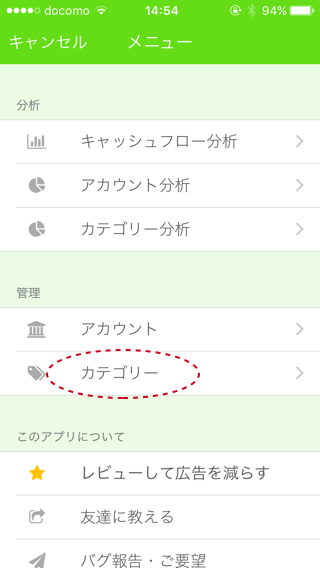 docomo 14:54 94%
キャンセル メニュー
分析
キャッシュフロー分析
アカウント分析
カテゴリー分析
管理
アカウント
カテゴリー
このアプリについて
レビューして広告を減らす
友達に教える
バグ報告・ご要望